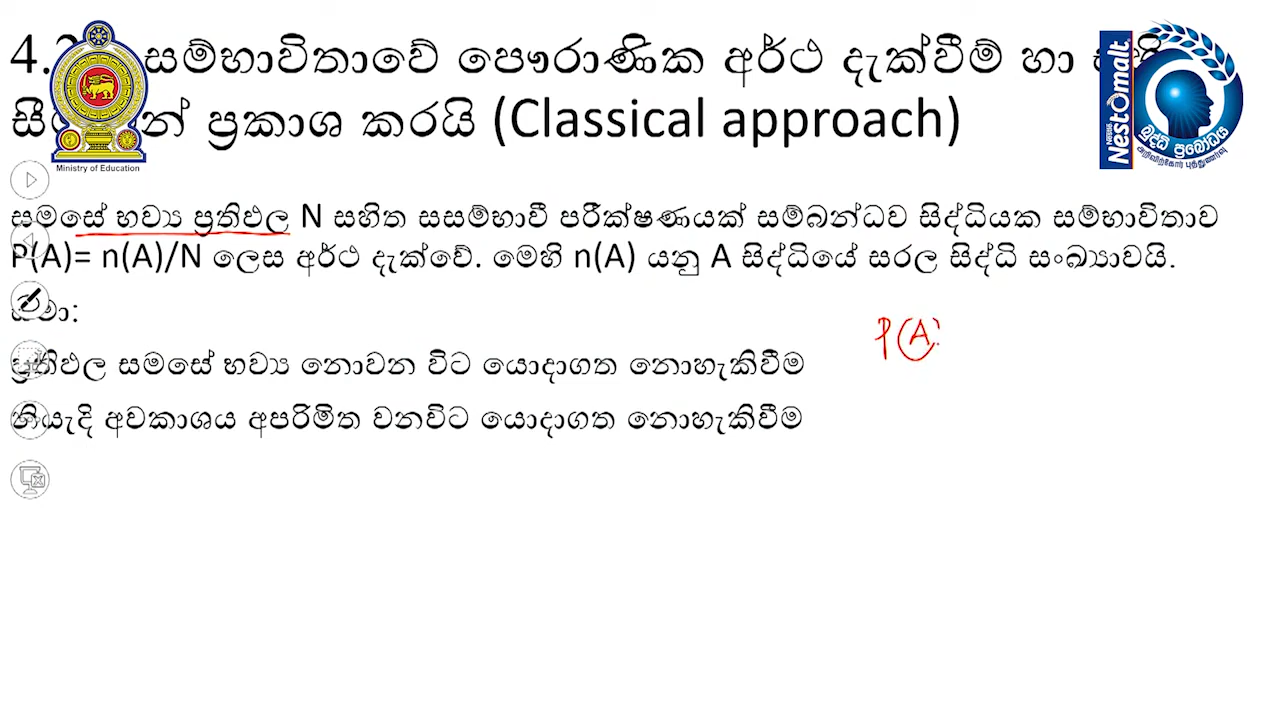 සම්භාවිතාවේ පෞරාණික අර්ථ දැක්වීම් හා
ප්‍රකාශ කරයි (Classical approach)
Ministry of Education
Nestomalt
බුද්ධි ප්‍රබෝධය
සමසේ භව්‍ය ප්‍රතිඵල N සහිත සසම්භාවී පරීක්ෂණයක් සම්බන්ධව සිද්ධියක සම්භාවිතාව
P(A)= n(A)/N ලෙස අර්ථ දැක්වේ. මෙහි n(A) යනු A සිද්ධියේ සරල සිද්ධි සංඛ්‍යාවයි.
P(A)
ප්‍රතිඵල සමසේ භව්‍ය නොවන විට යොදාගත නොහැකිවීම
නියැදි අවකාශය අපරිමිත වනවිට යොදාගත නොහැකිවීම